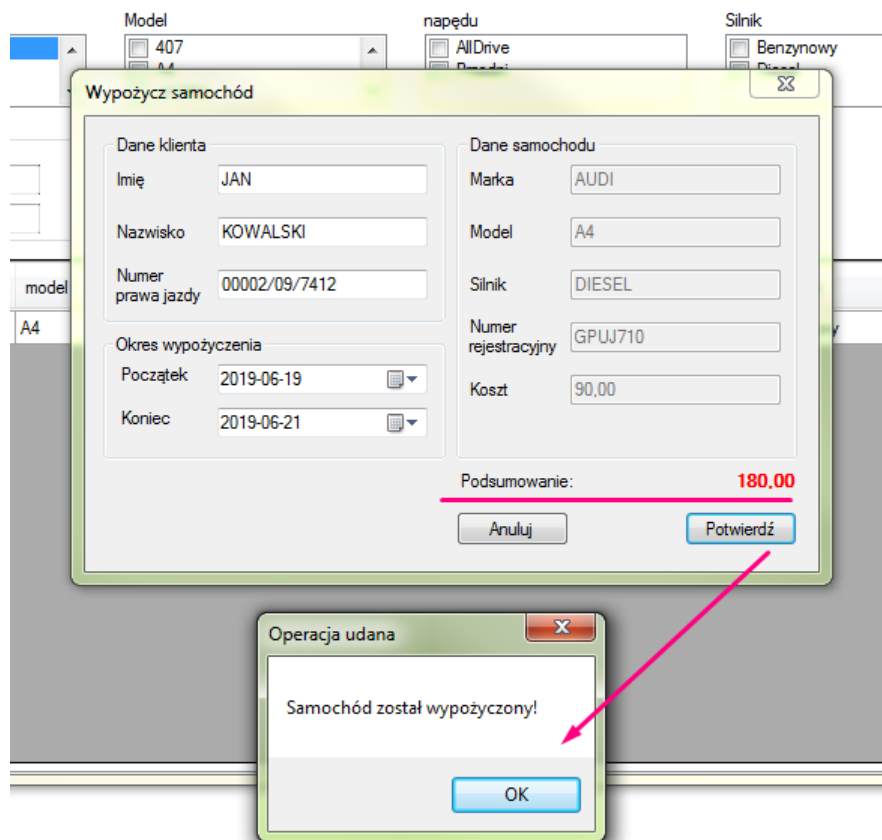 Model napędu Silnik
407 AllDrive Benzynowy
A4 Diesel
Wypożycz samochód
Dane klienta
Imię JAN
Nazwisko KOWALSKI
Numer
prawa jazdy 00002/09/7412
Okres wypożyczenia
Początek 2019-06-19
Koniec 2019-06-21
Dane samochodu
Marka AUDI
Model A4
Silnik DIESEL
Numer
rejestracyjny GPUJ710
Koszt 90,00
Podsumowanie: 180,00
Anuluj Potwierdź
model
A4
Operacja udana
Samochód został wypożyczony!
OK